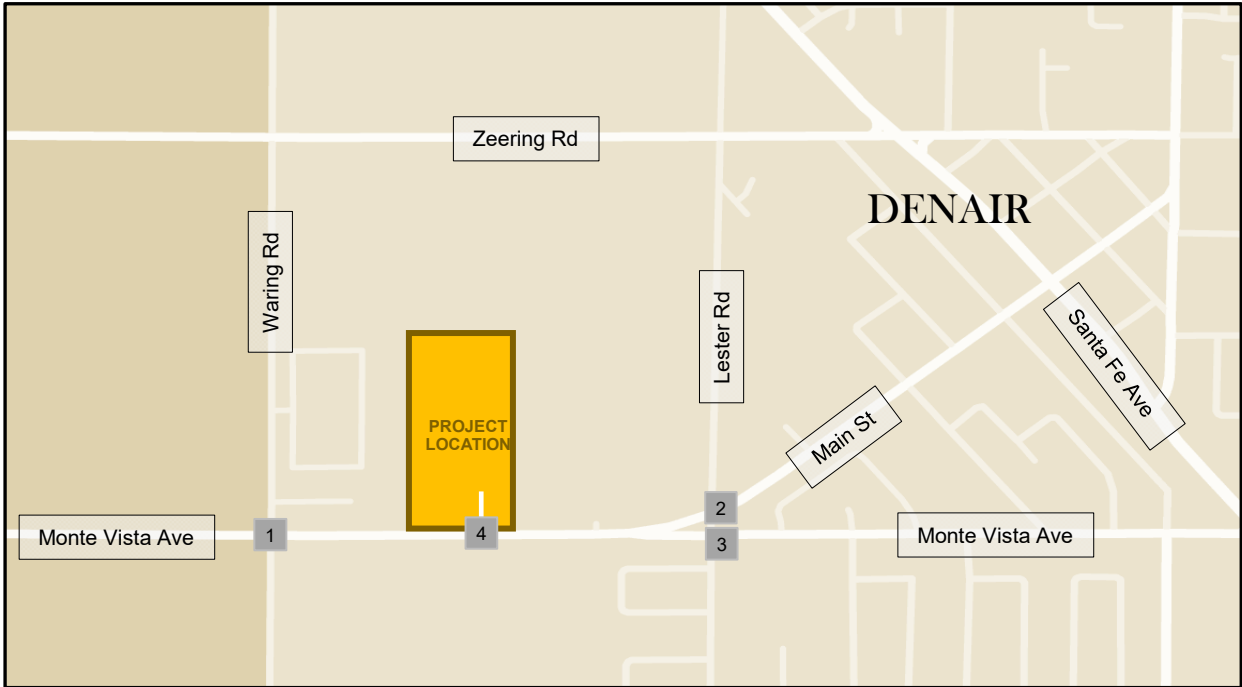 Zeering Rd
DENAIR
Waring Rd
Lester Rd
Santa Fe Ave
Main St
PROJECT
LOCATION
Monte Vista Ave
1
4
2
3
Monte Vista Ave